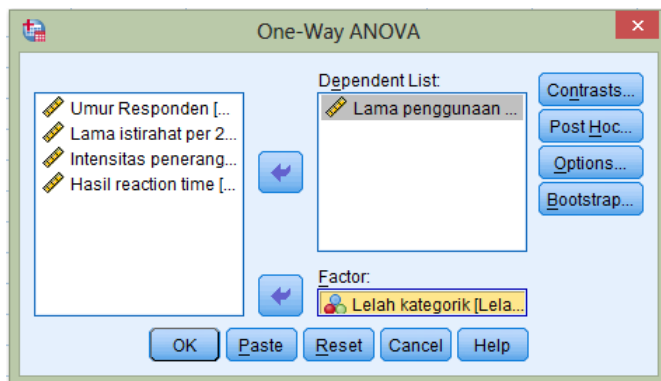 One-Way ANOVA
Umur Responden [...
Lama istirahat per 2...
Intensitas penerang...
Hasil reaction time [...
Dependent List:
Lama penggunaan ...
Factor:
Lelah kategorik [Lela...
Contrasts...
Post Hoc...
Options...
Bootstrap...
OK
Paste
Reset
Cancel
Help